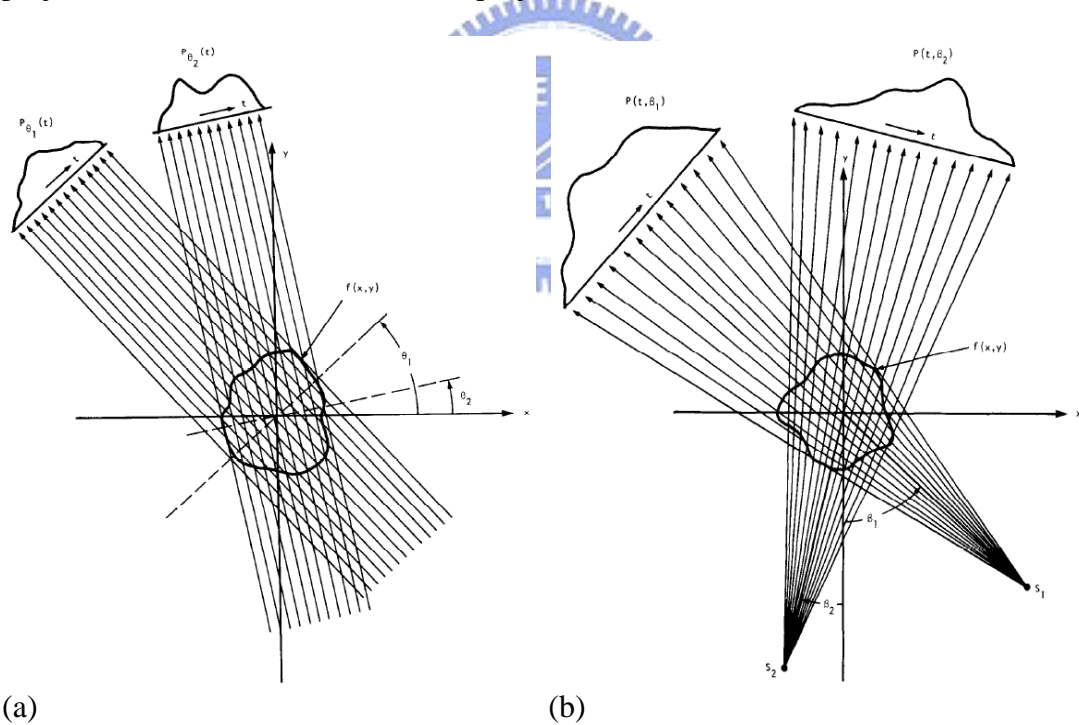 P_θ₂(t)
P_θ₁(t)
t
t
y
f(x,y)
θ₁
θ₂
x
(a)
P(t,β₂)
P(t,β₁)
t
t
y
f(x,y)
x
β₁
β₂
S₁
S₂
(b)